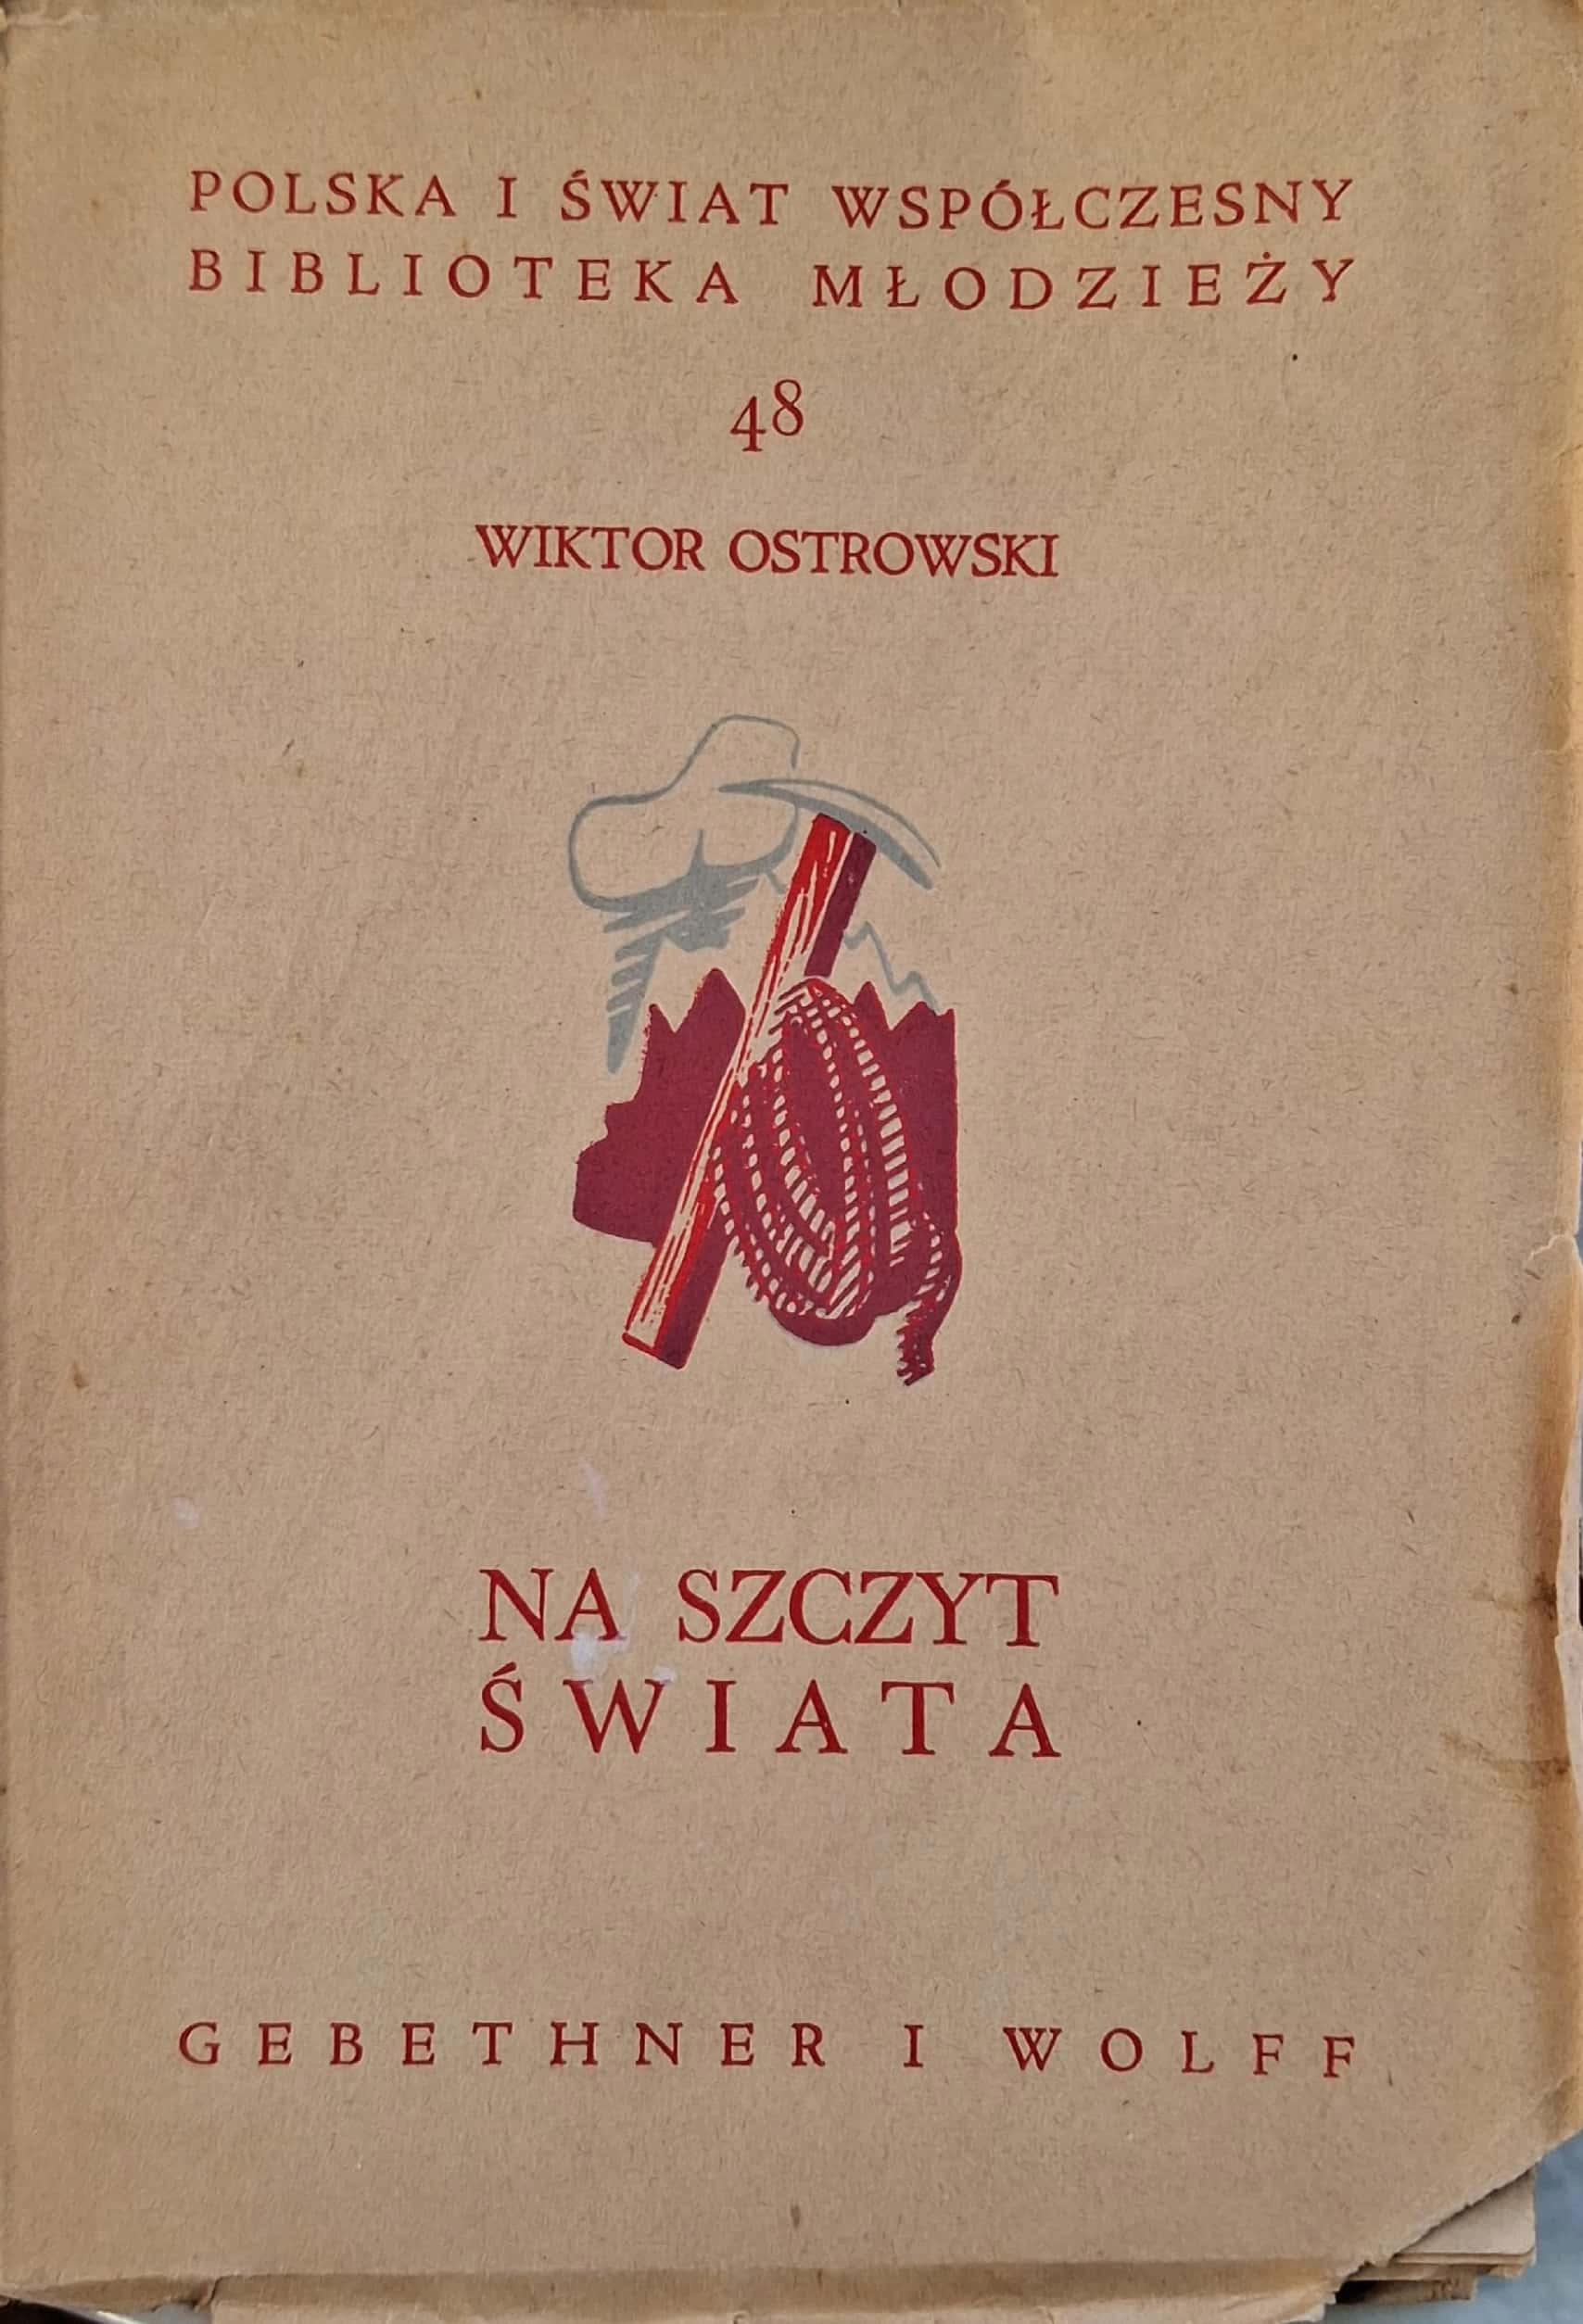 POLSKA I ŚWIAT WSPÓŁCZESNY
BIBLIOTEKA MŁODZIEŻY
48
WIKTOR OSTROWSKI
NA SZCZYT
ŚWIATA
GEBETHNER I WOLFF